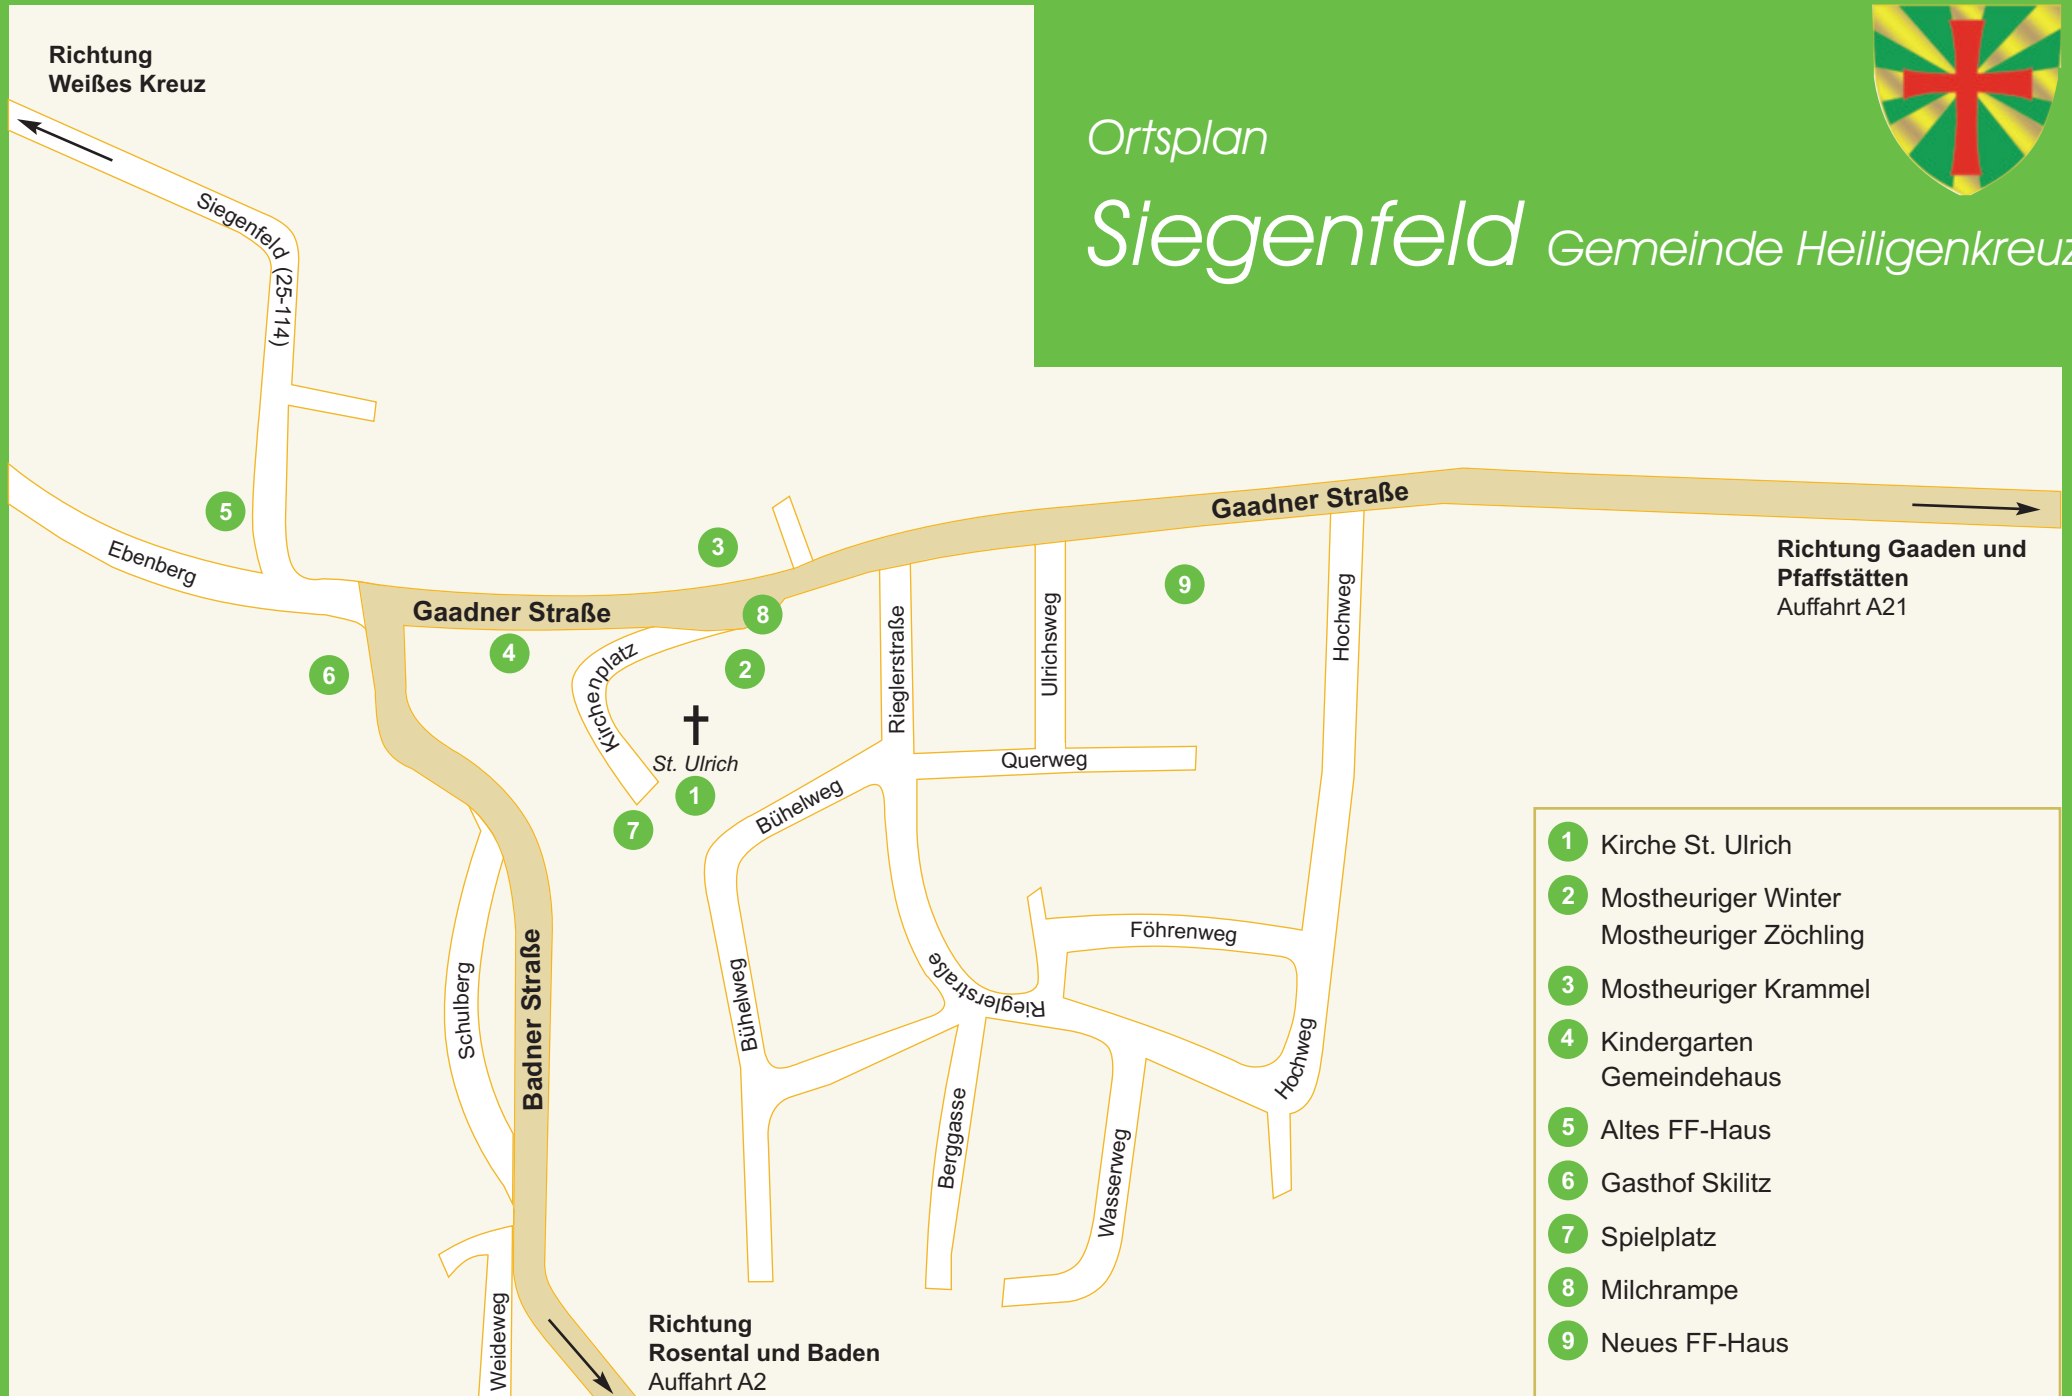 Richtung
Weißes Kreuz
Ortsplan
Siegenfeld Gemeinde Heiligenkreuz
Siegenfeld (25-114)
5
Ebenberg
3
Gaadner Straße
Gaadner Straße
Richtung Gaaden und
Pfaffstätten
Auffahrt A21
9
8
4
6
2
Kirchenplatz
Rieglerstraße
Ulrichsweg
Hochweg
St. Ulrich
1
7
Querweg
Bühelweg
Föhrenweg
Bühelweg
Rieglerstraße
Schulberg
Badner Straße
Hochweg
Berggasse
Wasserweg
Weideweg
Richtung
Rosental und Baden
Auffahrt A2
1 Kirche St. Ulrich
2 Mostheuriger Winter
Mostheuriger Zöchling
3 Mostheuriger Krammel
4 Kindergarten
Gemeindehaus
5 Altes FF-Haus
6 Gasthof Skilitz
7 Spielplatz
8 Milchrampe
9 Neues FF-Haus